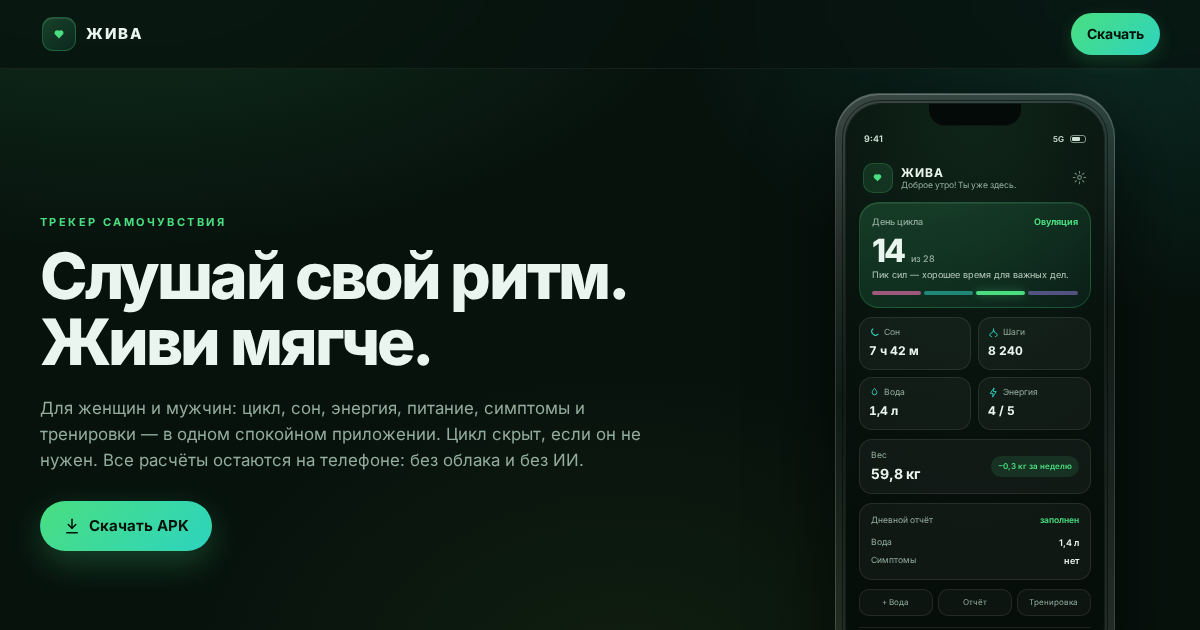 ЖИВА
Скачать
ТРЕКЕР САМОЧУВСТВИЯ
Слушай свой ритм.
Живи мягче.
Для женщин и мужчин: цикл, сон, энергия, питание, симптомы и
тренировки — в одном спокойном приложении. Цикл скрыт, если он не
нужен. Все расчёты остаются на телефоне: без облака и без ИИ.
Скачать APK
9:41
5G
ЖИВА
Доброе утро! Ты уже здесь.
День цикла
Овуляция
14 из 28
Пик сил — хорошее время для важных дел.
Сон
7 ч 42 м
Шаги
8 240
Вода
1,4 л
Энергия
4 / 5
Вес
59,8 кг
−0,3 кг за неделю
Дневной отчёт
заполнен
Вода
1,4 л
Симптомы
нет
+ Вода
Отчёт
Тренировка